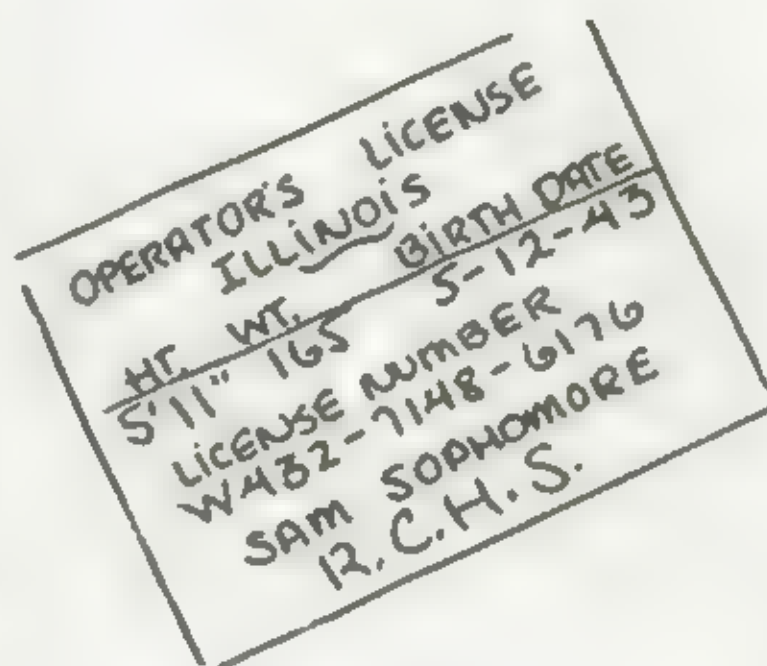 OPERATOR'S LICENSE
ILLINOIS
HT. WT. BIRTH DATE
5'11" 165 5-12-43
LICENSE NUMBER
W432-7148-6176
SAM SOPHOMORE
R.C.H.S.